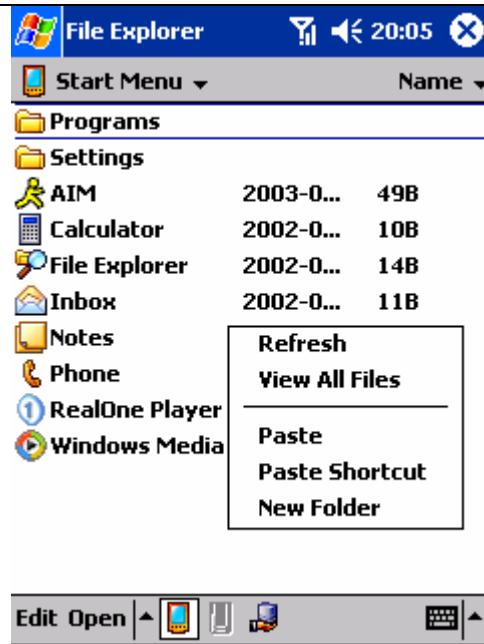 File Explorer 20:05
Start Menu Name
Programs
Settings
AIM 2003-0... 49B
Calculator 2002-0... 10B
File Explorer 2002-0... 14B
Inbox 2002-0... 11B
Notes
Phone
1 RealOne Player
Windows Media
Refresh
View All Files
Paste
Paste Shortcut
New Folder
Edit Open